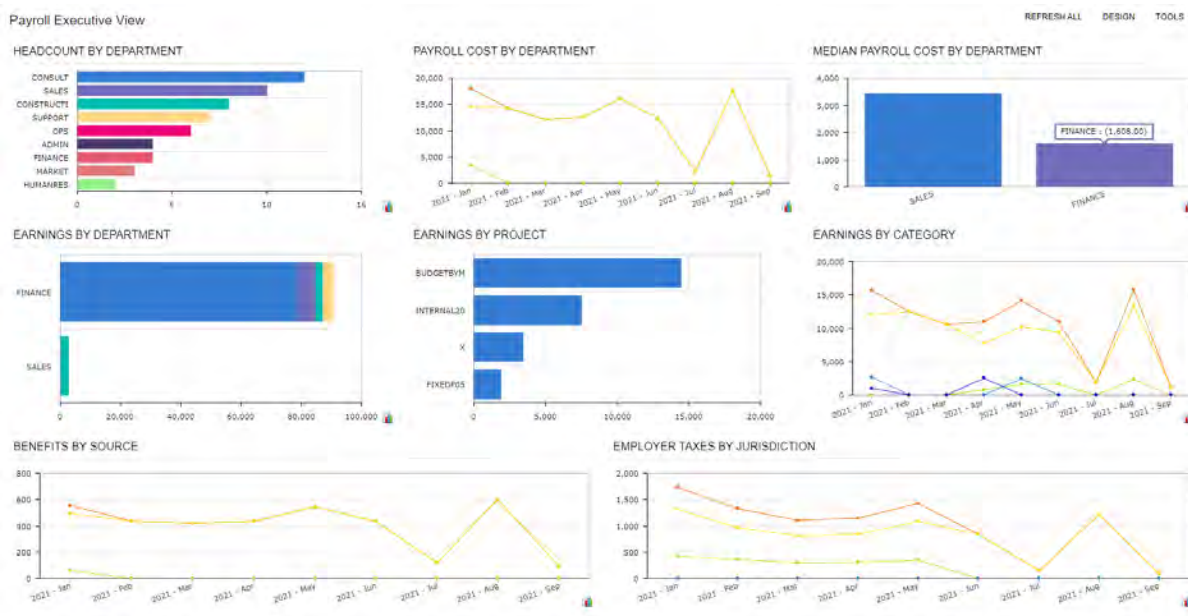 Payroll Executive View
REFRESH ALL DESIGN TOOLS
HEADCOUNT BY DEPARTMENT
CONSULT
SALES
CONSTRUCTI
SUPPORT
OPS
ADMIN
FINANCE
MARKET
HUMANRES
0 5 10 15
PAYROLL COST BY DEPARTMENT
20,000
15,000
10,000
5,000
0
2021 - Jan 2021 - Feb 2021 - Mar 2021 - Apr 2021 - May 2021 - Jun 2021 - Jul 2021 - Aug 2021 - Sep
MEDIAN PAYROLL COST BY DEPARTMENT
4,000
3,000
2,000
1,000
0
FINANCE : (1,608.00)
SALES FINANCE
EARNINGS BY DEPARTMENT
FINANCE
SALES
0 20,000 40,000 60,000 80,000 100,000
EARNINGS BY PROJECT
BUDGETBYM
INTERNAL20
X
FIXEDP05
0 5,000 10,000 15,000 20,000
EARNINGS BY CATEGORY
20,000
15,000
10,000
5,000
0
2021 - Jan 2021 - Feb 2021 - Mar 2021 - Apr 2021 - May 2021 - Jun 2021 - Jul 2021 - Aug 2021 - Sep
BENEFITS BY SOURCE
800
600
400
200
0
2021 - Jan 2021 - Feb 2021 - Mar 2021 - Apr 2021 - May 2021 - Jun 2021 - Jul 2021 - Aug 2021 - Sep
EMPLOYER TAXES BY JURISDICTION
2,000
1,500
1,000
500
0
2021 - Jan 2021 - Feb 2021 - Mar 2021 - Apr 2021 - May 2021 - Jun 2021 - Jul 2021 - Aug 2021 - Sep